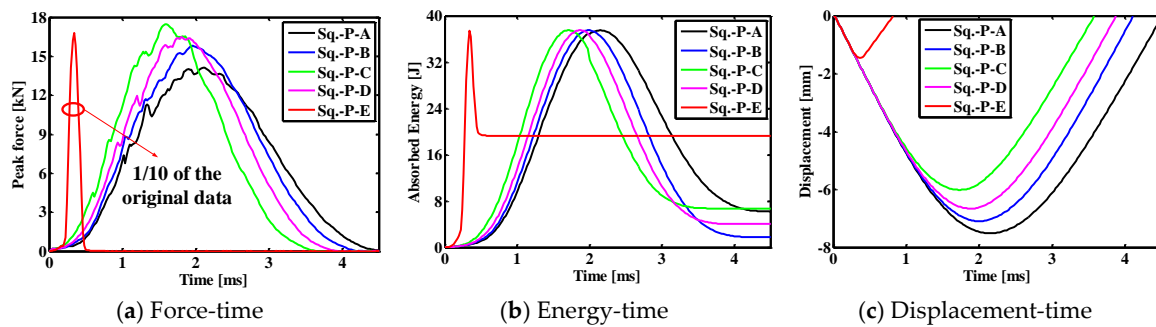 18
15
12
9
6
3
0
Peak force [kN]
0
1
2
3
4
Time [ms]
Sq.-P-A
Sq.-P-B
Sq.-P-C
Sq.-P-D
Sq.-P-E
1/10 of the
original data
(a) Force-time
40
32
24
16
8
0
Absorbed Energy [J]
0
1
2
3
4
Time [ms]
Sq.-P-A
Sq.-P-B
Sq.-P-C
Sq.-P-D
Sq.-P-E
(b) Energy-time
0
-2
-4
-6
-8
Displacement [mm]
0
1
2
3
4
Time [ms]
Sq.-P-A
Sq.-P-B
Sq.-P-C
Sq.-P-D
Sq.-P-E
(c) Displacement-time